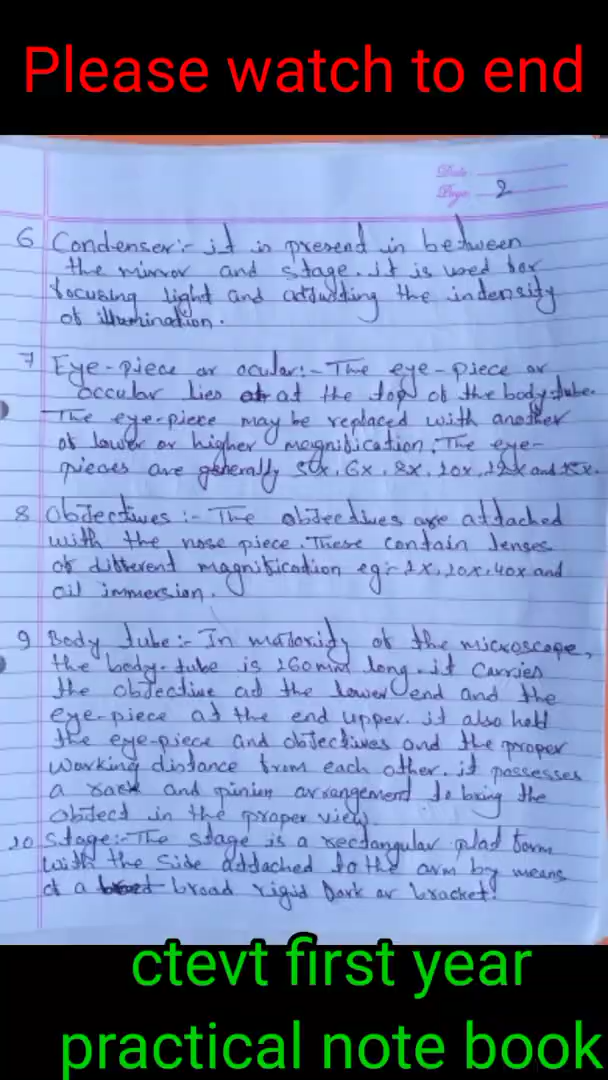 Please watch to end
Date
Page 2
6 Condenser:- it is present in between
the mirror and stage. it is used for
focusing light and adjusting the indensity
of illumination.
7 Eye-piece or ocular:- The eye-piece or
occular lies at at the top of the body-tube.
The eye-piece may be replaced with another
of lower or higher megnification. The eye-
pieces are generally 5x, 6x, 8x, 10x, 12x and 15x.
8 Objectives :- The objectives are attached
with the nose piece. These contain lenses
of different magnification eg:- 2x, 10x, 40x and
oil immersion.
9 Body tube:- In majority of the microscope,
the body-tube is 160mm long. it carries
the objective at the lower end and the
eye-piece at the end upper. it also hold
the eye-piece and objectives and the proper
working distance from each other. it possesses
a rack and pinion arrangement to bring the
object in the proper view.
10 Stage:- The stage is a rectangular plat form
with the side attached to the arm by means
of a broad rigid or bracket.
ctevt first year
practical note book